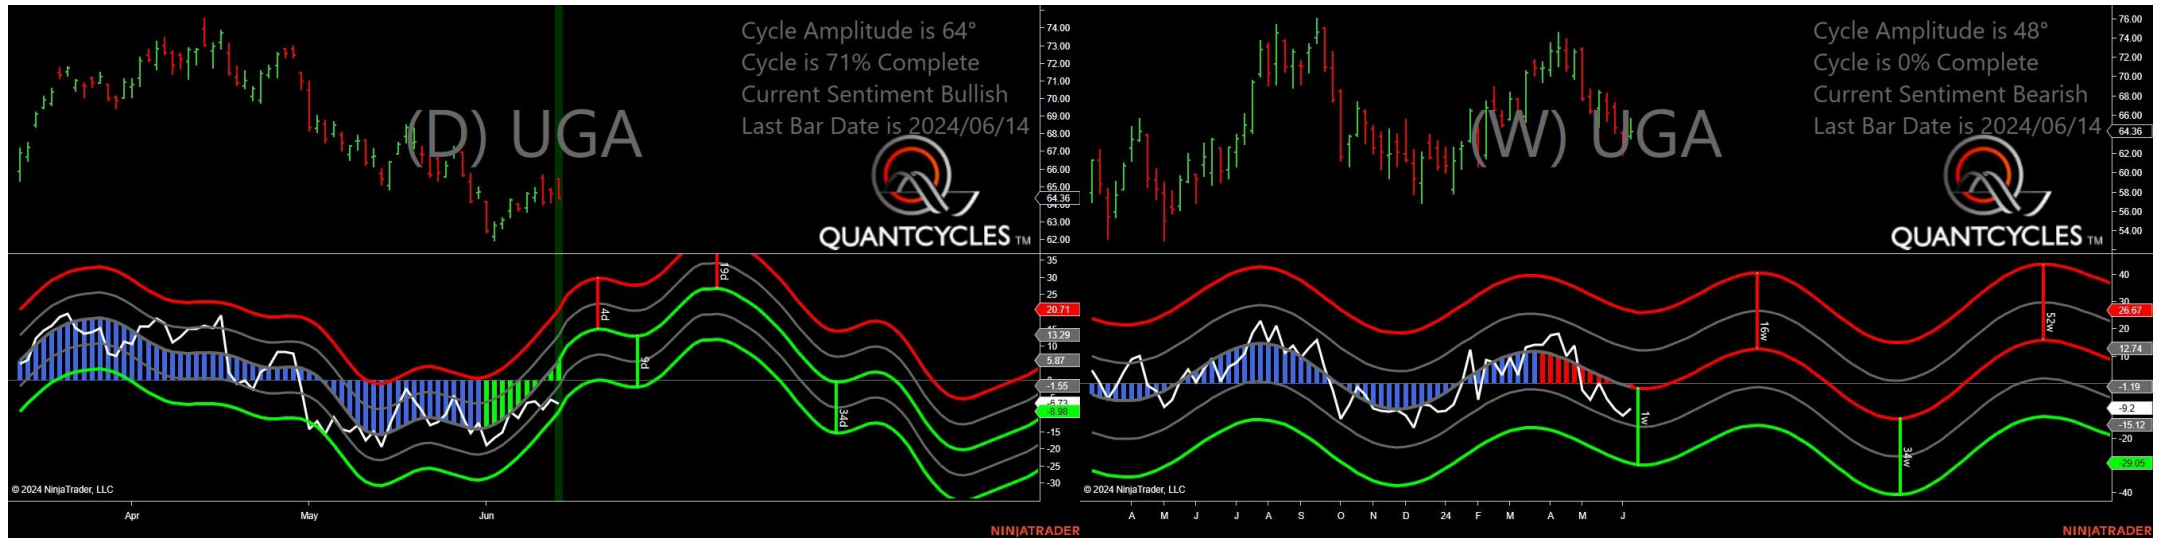 Cycle Amplitude is 64°
Cycle is 71% Complete
Current Sentiment Bullish
Last Bar Date is 2024/06/14
(D) UGA
QUANTCYCLES TM
74.00
73.00
72.00
71.00
70.00
69.00
68.00
67.00
66.00
65.00
64.36
63.00
62.00
35
30
25
20.71
13.29
10
5.87
-1.55
-8.98
-15
-20
-25
-30
4d
9d
19d
34d
© 2024 NinjaTrader, LLC
Apr May Jun
NINJATRADER
Cycle Amplitude is 48°
Cycle is 0% Complete
Current Sentiment Bearish
Last Bar Date is 2024/06/14
(W) UGA
QUANTCYCLES TM
76.00
74.00
72.00
70.00
68.00
66.00
64.36
62.00
60.00
58.00
56.00
54.00
40
30
26.67
20
12.74
10
-1.19
-9.2
-15.12
-20
-29.05
-40
1w
16w
34w
52w
© 2024 NinjaTrader, LLC
A M J J A S O N D 24 F M A M J
NINJATRADER